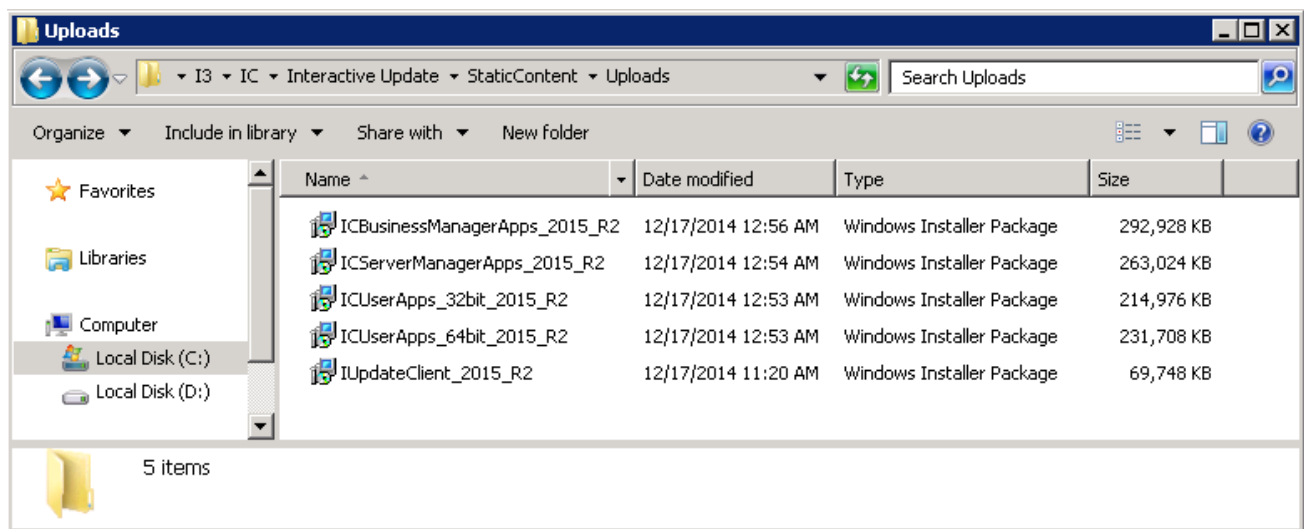 Uploads
I3 IC Interactive Update StaticContent Uploads Search Uploads
Organize Include in library Share with New folder
Favorites
Libraries
Computer
Local Disk (C:)
Local Disk (D:)
Name Date modified Type Size
ICBusinessManagerApps_2015_R2 12/17/2014 12:56 AM Windows Installer Package 292,928 KB
ICServerManagerApps_2015_R2 12/17/2014 12:54 AM Windows Installer Package 263,024 KB
ICUserApps_32bit_2015_R2 12/17/2014 12:53 AM Windows Installer Package 214,976 KB
ICUserApps_64bit_2015_R2 12/17/2014 12:53 AM Windows Installer Package 231,708 KB
IUpdateClient_2015_R2 12/17/2014 11:20 AM Windows Installer Package 69,748 KB
5 items